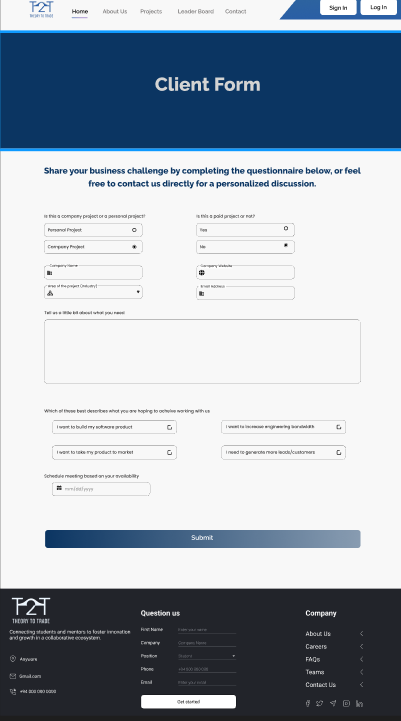 T2T
THEORY TO TRADE
Home About Us Projects Leader Board Contact Sign In Log In
Client Form
Share your business challenge by completing the questionnaire below, or feel
free to contact us directly for a personalized discussion.
Is this a company project or a personal project? Is this a paid project or not?
Personal Project Yes
Company Project No
Company Name Company Website
Area of the project (Industry) Email Address
Tell us a little bit about what you need
Which of these best describes what you are hoping to acheive working with us
I want to build my software product I want to increase engineering bandwidth
I want to take my product to market I need to generate more leads/customers
Schedule meeting based on your availability
mm/dd/yyyy
Submit
T2T
THEORY TO TRADE
Connecting students and mentors to foster innovation
and growth in a collaborative ecosystem.
Anyware
Gmail.com
+94 000 000 0000
Question us
First Name Enter your name
Company Company Name
Position
Phone +94 000 000 000
Email Enter your email
Get started
Company
About Us
Careers
FAQs
Teams
Contact Us